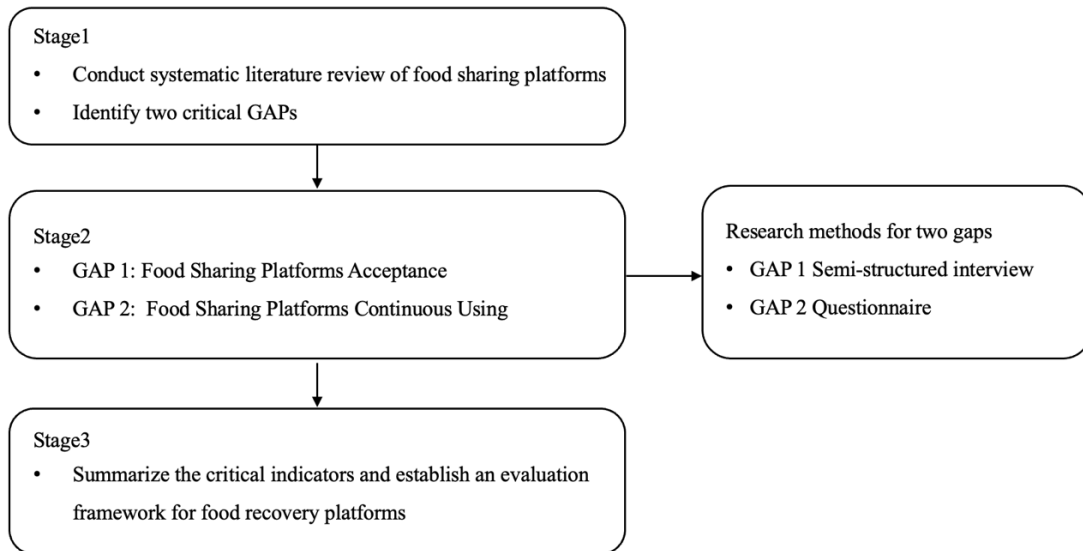 Stage1
• Conduct systematic literature review of food sharing platforms
• Identify two critical GAPs
Stage2
• GAP 1: Food Sharing Platforms Acceptance
• GAP 2:  Food Sharing Platforms Continuous Using
Research methods for two gaps
• GAP 1 Semi-structured interview
• GAP 2 Questionnaire
Stage3
• Summarize the critical indicators and establish an evaluation
framework for food recovery platforms